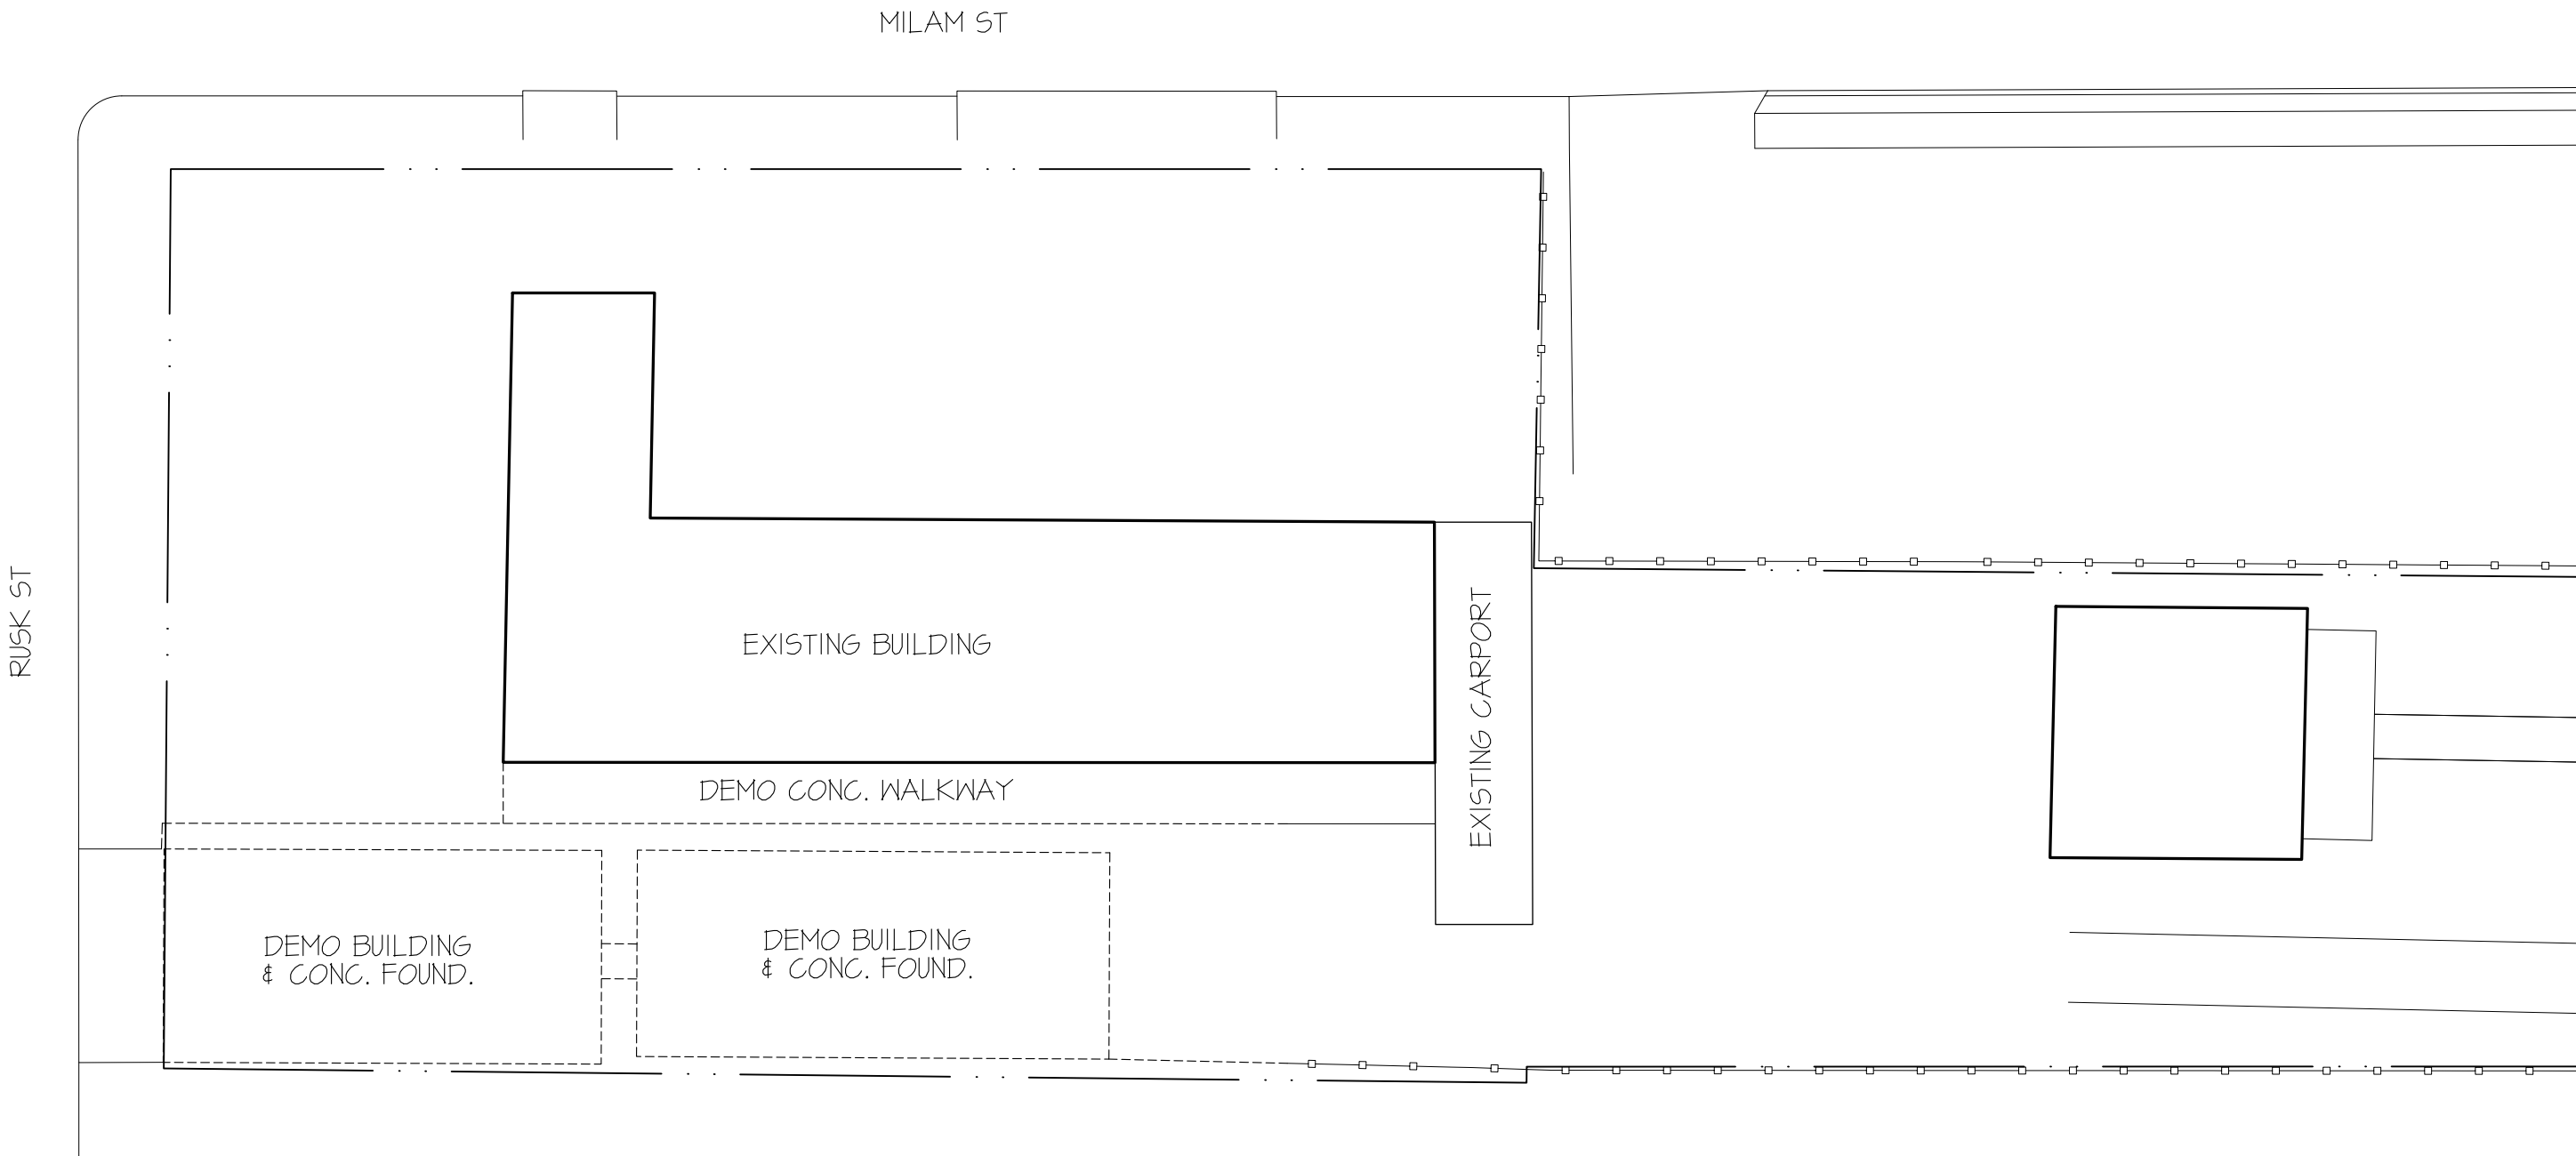 MILAM ST
RUSK ST
EXISTING BUILDING
EXISTING CARPORT
DEMO CONC. WALKWAY
DEMO BUILDING
& CONC. FOUND.
DEMO BUILDING
& CONC. FOUND.